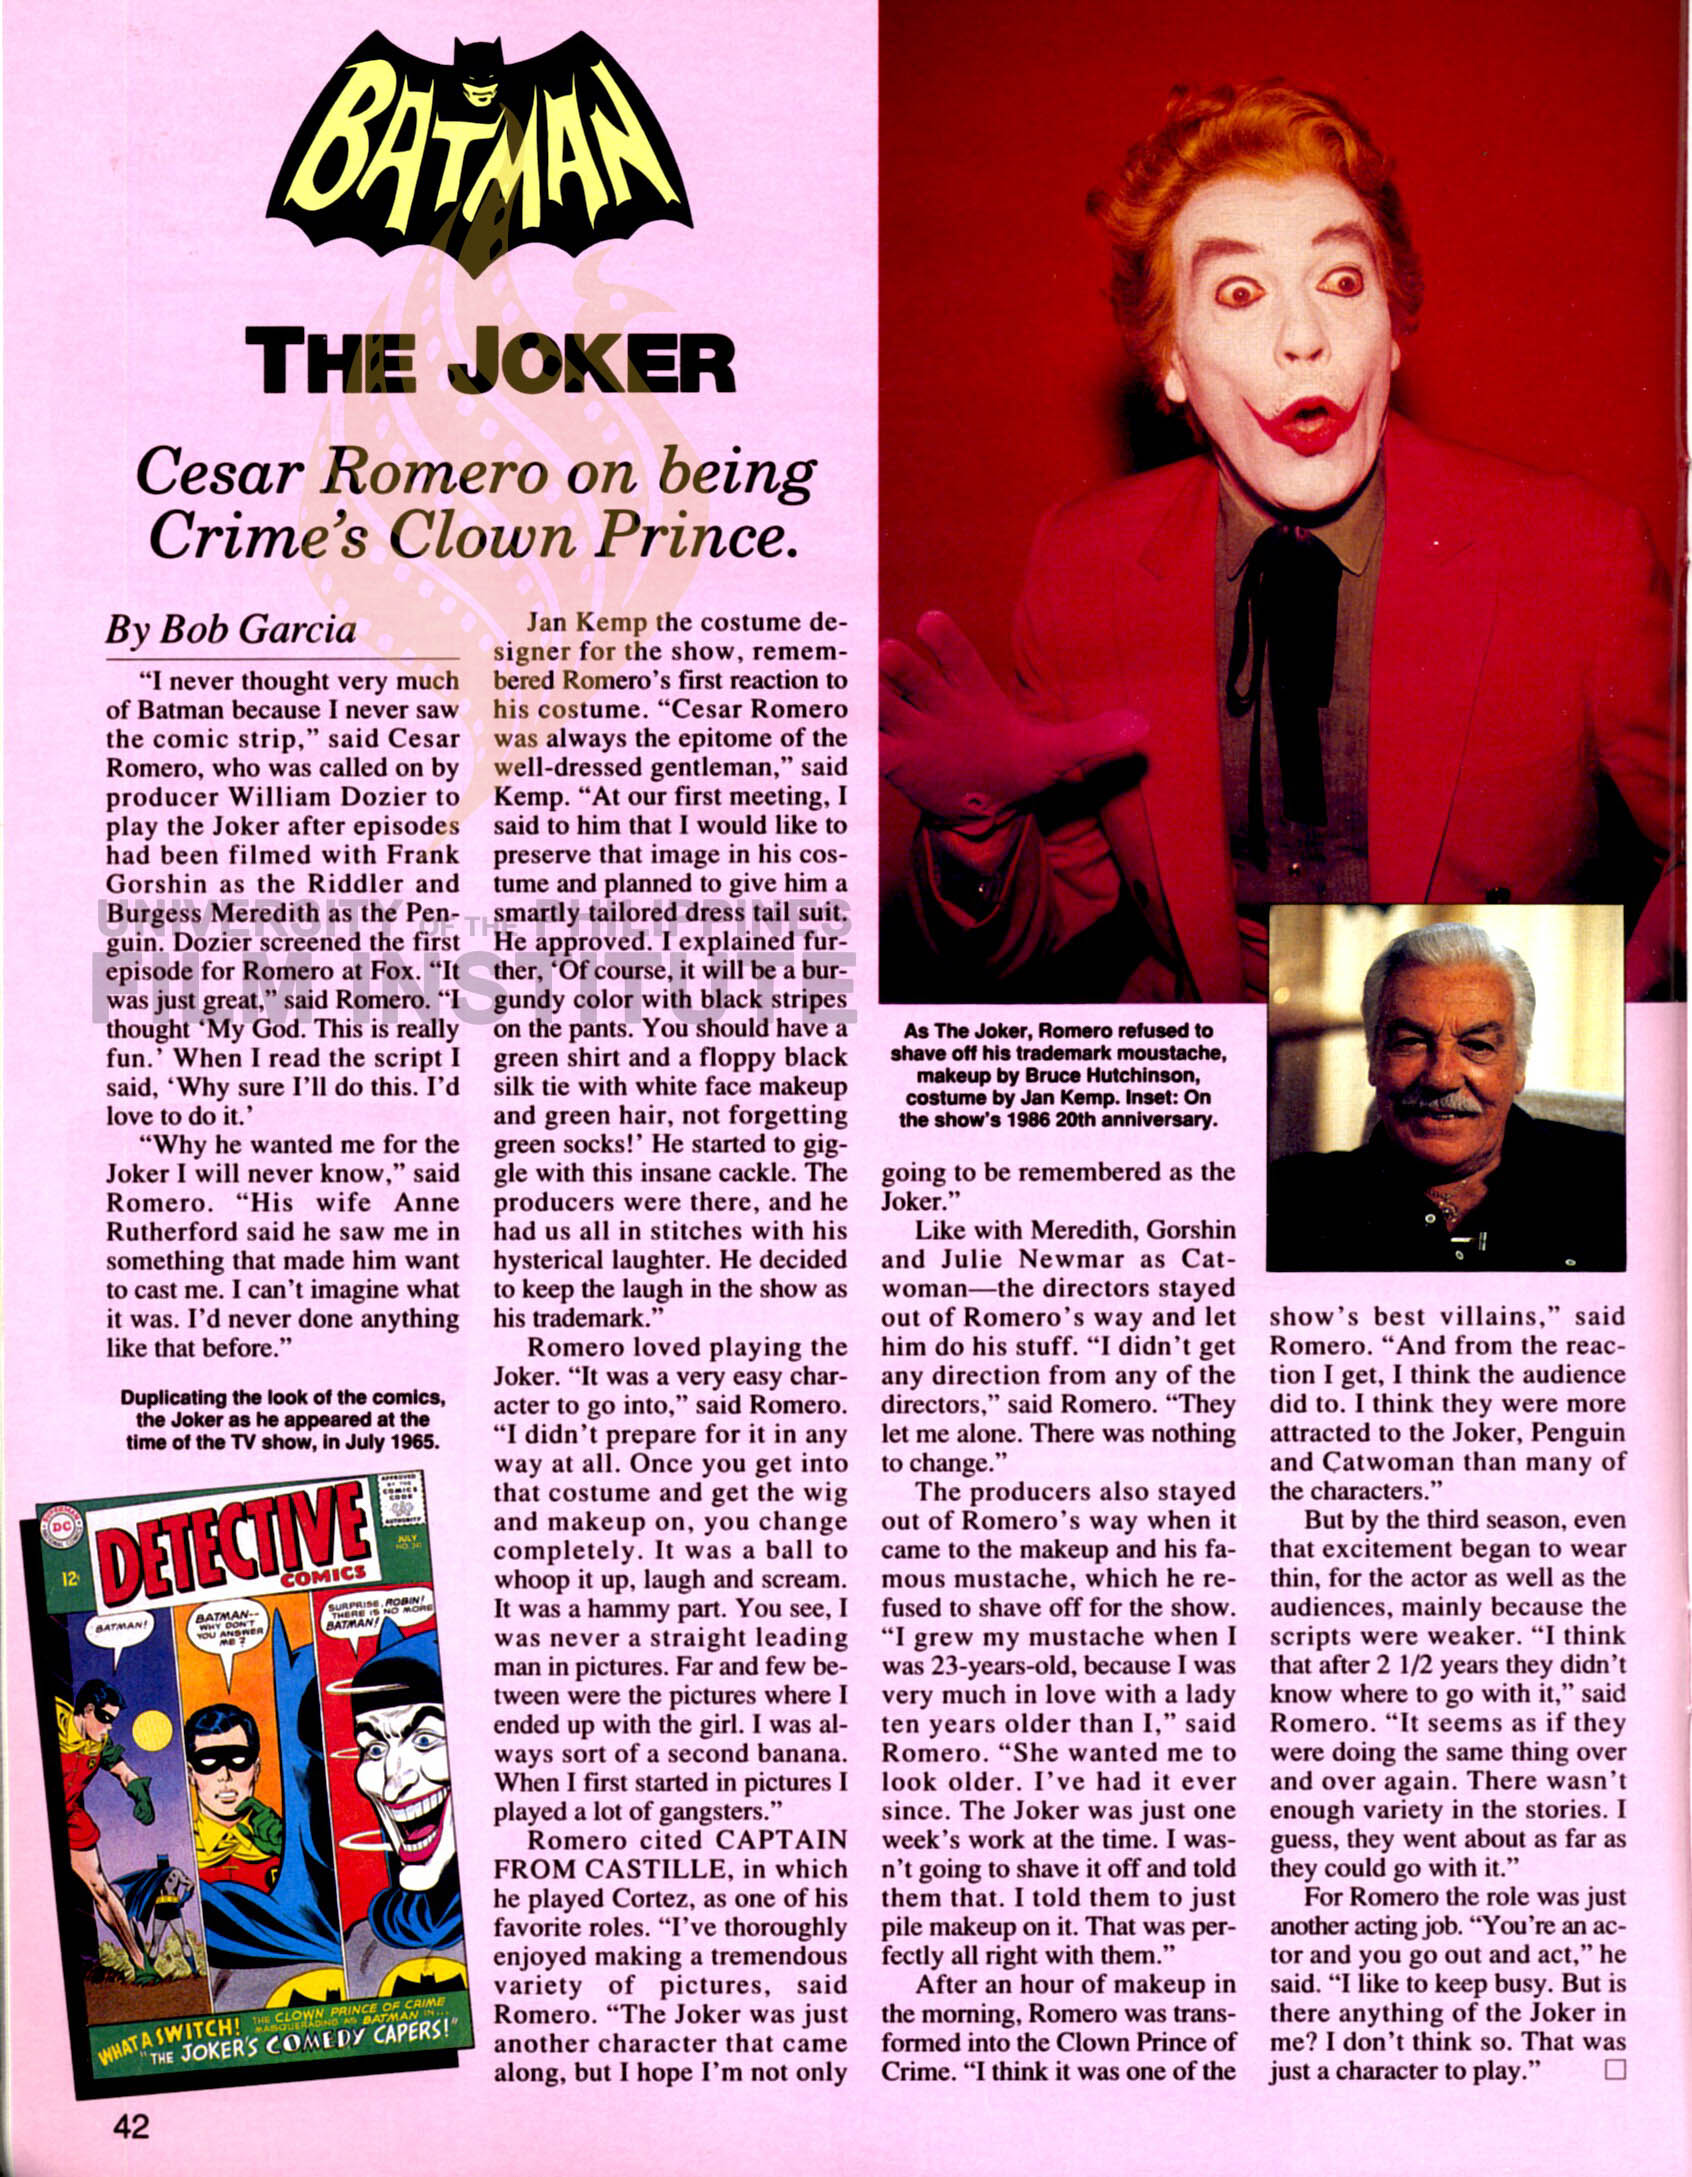 BATMAN
THE JOKER
Cesar Romero on being
Crime's Clown Prince.
By Bob Garcia
“I never thought very much
of Batman because I never saw
the comic strip,” said Cesar
Romero, who was called on by
producer William Dozier to
play the Joker after episodes
had been filmed with Frank
Gorshin as the Riddler and
Burgess Meredith as the Pen-
guin. Dozier screened the first
episode for Romero at Fox. “It
was just great,” said Romero. “I
thought ‘My God. This is really
fun.’ When I read the script I
said, ‘Why sure I’ll do this. I’d
love to do it.’
“Why he wanted me for the
Joker I will never know,” said
Romero. “His wife Anne
Rutherford said he saw me in
something that made him want
to cast me. I can’t imagine what
it was. I’d never done anything
like that before.”
Duplicating the look of the comics,
the Joker as he appeared at the
time of the TV show, in July 1965.
SUPERMAN
DC
NATIONAL COMICS
APPROVED
BY THE
COMICS
CODE
AUTHORITY
JULY
NO. 341
12¢
DETECTIVE
COMICS
BATMAN!
BATMAN--
WHY DON'T
YOU ANSWER
ME?
SURPRISE, ROBIN!
THERE IS NO MORE
BATMAN!
WHAT A SWITCH! THE CLOWN PRINCE OF CRIME
MASQUERADING AS BATMAN IN...
"THE JOKER'S COMEDY CAPERS!"
42
Jan Kemp the costume de-
signer for the show, remem-
bered Romero’s first reaction to
his costume. “Cesar Romero
was always the epitome of the
well-dressed gentleman,” said
Kemp. “At our first meeting, I
said to him that I would like to
preserve that image in his cos-
tume and planned to give him a
smartly tailored dress tail suit.
He approved. I explained fur-
ther, ‘Of course, it will be a bur-
gundy color with black stripes
on the pants. You should have a
green shirt and a floppy black
silk tie with white face makeup
and green hair, not forgetting
green socks!’ He started to gig-
gle with this insane cackle. The
producers were there, and he
had us all in stitches with his
hysterical laughter. He decided
to keep the laugh in the show as
his trademark.”
Romero loved playing the
Joker. “It was a very easy char-
acter to go into,” said Romero.
“I didn’t prepare for it in any
way at all. Once you get into
that costume and get the wig
and makeup on, you change
completely. It was a ball to
whoop it up, laugh and scream.
It was a hammy part. You see, I
was never a straight leading
man in pictures. Far and few be-
tween were the pictures where I
ended up with the girl. I was al-
ways sort of a second banana.
When I first started in pictures I
played a lot of gangsters.”
Romero cited CAPTAIN
FROM CASTILLE, in which
he played Cortez, as one of his
favorite roles. “I’ve thoroughly
enjoyed making a tremendous
variety of pictures, said
Romero. “The Joker was just
another character that came
along, but I hope I’m not only
As The Joker, Romero refused to
shave off his trademark moustache,
makeup by Bruce Hutchinson,
costume by Jan Kemp. Inset: On
the show's 1986 20th anniversary.
going to be remembered as the
Joker.”
Like with Meredith, Gorshin
and Julie Newmar as Cat-
woman—the directors stayed
out of Romero’s way and let
him do his stuff. “I didn’t get
any direction from any of the
directors,” said Romero. “They
let me alone. There was nothing
to change.”
The producers also stayed
out of Romero’s way when it
came to the makeup and his fa-
mous mustache, which he re-
fused to shave off for the show.
“I grew my mustache when I
was 23-years-old, because I was
very much in love with a lady
ten years older than I,” said
Romero. “She wanted me to
look older. I’ve had it ever
since. The Joker was just one
week’s work at the time. I was-
n’t going to shave it off and told
them that. I told them to just
pile makeup on it. That was per-
fectly all right with them.”
After an hour of makeup in
the morning, Romero was trans-
formed into the Clown Prince of
Crime. “I think it was one of the
show’s best villains,” said
Romero. “And from the reac-
tion I get, I think the audience
did to. I think they were more
attracted to the Joker, Penguin
and Catwoman than many of
the characters.”
But by the third season, even
that excitement began to wear
thin, for the actor as well as the
audiences, mainly because the
scripts were weaker. “I think
that after 2 1/2 years they didn’t
know where to go with it,” said
Romero. “It seems as if they
were doing the same thing over
and over again. There wasn’t
enough variety in the stories. I
guess, they went about as far as
they could go with it.”
For Romero the role was just
another acting job. “You’re an ac-
tor and you go out and act,” he
said. “I like to keep busy. But is
there anything of the Joker in
me? I don’t think so. That was
just a character to play.” □
UNIVERSITY OF THE PHILIPPINES
FILM INSTITUTE